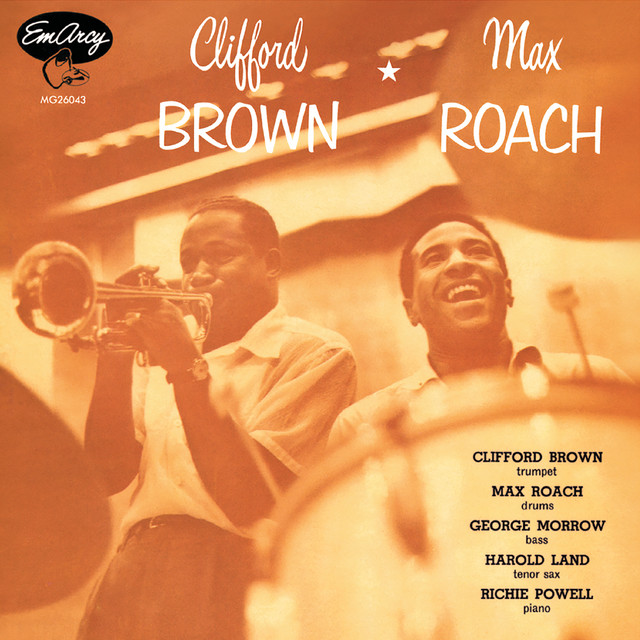 EmArcy
MG26043
Clifford
BROWN
★
Max
ROACH
CLIFFORD BROWN
trumpet
MAX ROACH
drums
GEORGE MORROW
bass
HAROLD LAND
tenor sax
RICHIE POWELL
piano